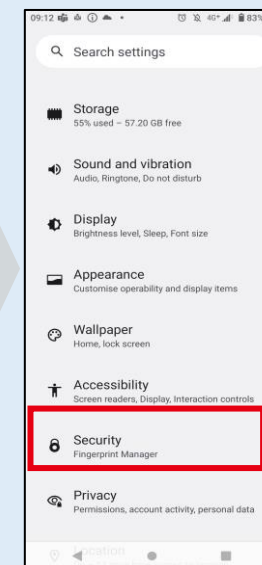 09:12 4G+ 83%
Search settings
Storage
55% used – 57.20 GB free
Sound and vibration
Audio, Ringtone, Do not disturb
Display
Brightness level, Sleep, Font size
Appearance
Customise operability and display items
Wallpaper
Home, lock screen
Accessibility
Screen readers, Display, Interaction controls
Security
Fingerprint Manager
Privacy
Permissions, account activity, personal data
Location